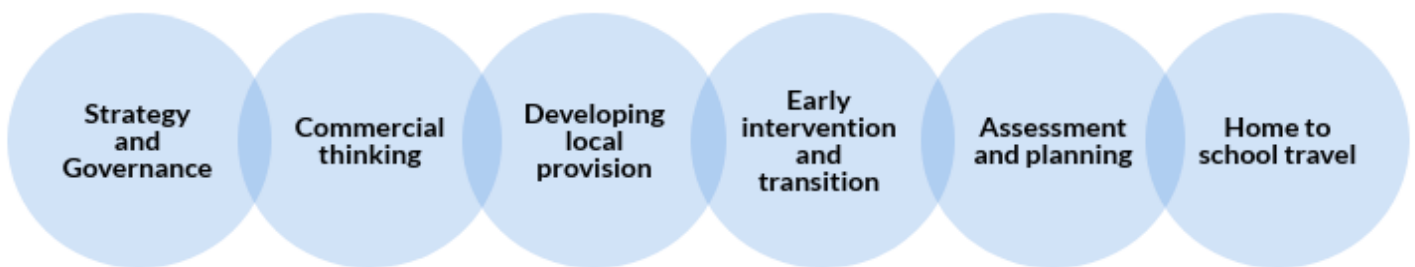 Strategy
and
Governance
Commercial
thinking
Developing
local
provision
Early
intervention
and
transition
Assessment
and planning
Home to
school travel